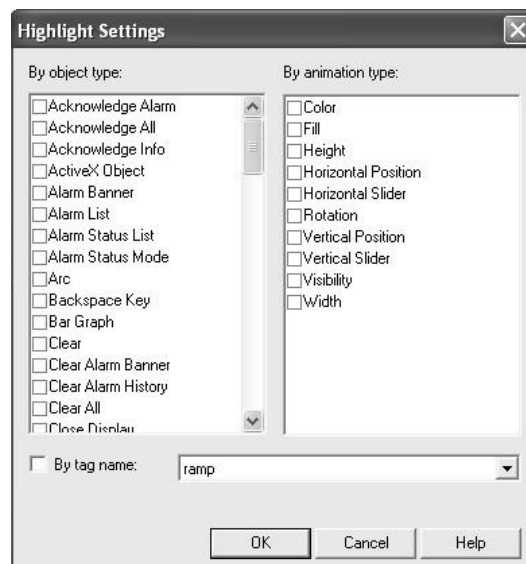 Highlight Settings
By object type:
Acknowledge Alarm
Acknowledge All
Acknowledge Info
ActiveX Object
Alarm Banner
Alarm List
Alarm Status List
Alarm Status Mode
Arc
Backspace Key
Bar Graph
Clear
Clear Alarm Banner
Clear Alarm History
Clear All
Close Display
By animation type:
Color
Fill
Height
Horizontal Position
Horizontal Slider
Rotation
Vertical Position
Vertical Slider
Visibility
Width
By tag name:
ramp
OK
Cancel
Help